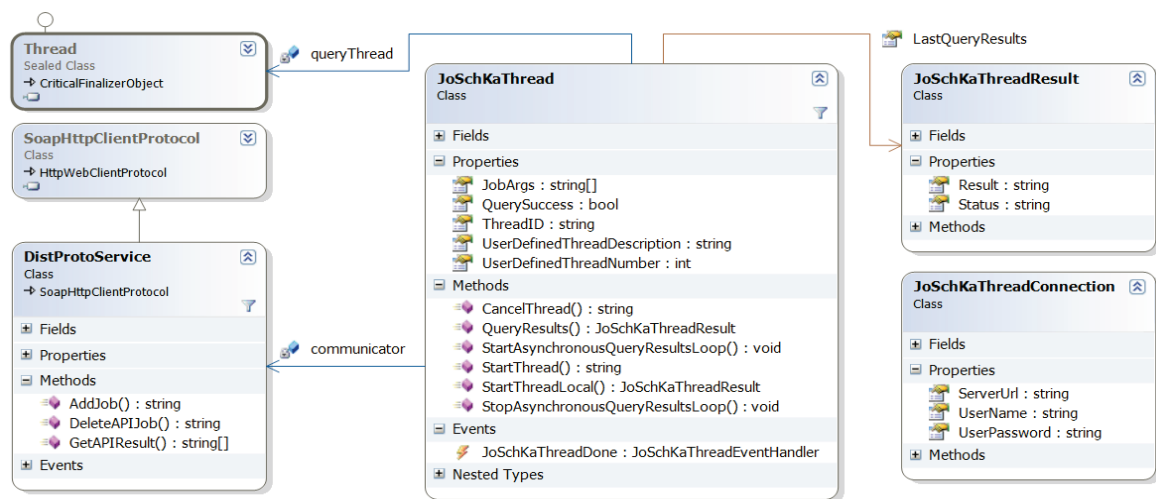 Thread
Sealed Class
CriticalFinalizerObject
SoapHttpClientProtocol
Class
HttpWebClientProtocol
DistProtoService
Class
SoapHttpClientProtocol
Fields
Properties
Methods
AddJob() : string
DeleteAPIJob() : string
GetAPIResult() : string[]
Events
queryThread
communicator
JoSchKaThread
Class
Fields
Properties
JobArgs : string[]
QuerySuccess : bool
ThreadID : string
UserDefinedThreadDescription : string
UserDefinedThreadNumber : int
Methods
CancelThread() : string
QueryResults() : JoSchKaThreadResult
StartAsynchronousQueryResultsLoop() : void
StartThread() : string
StartThreadLocal() : JoSchKaThreadResult
StopAsynchronousQueryResultsLoop() : void
Events
JoSchKaThreadDone : JoSchKaThreadEventHandler
Nested Types
LastQueryResults
JoSchKaThreadResult
Class
Fields
Properties
Result : string
Status : string
Methods
JoSchKaThreadConnection
Class
Fields
Properties
ServerUrl : string
UserName : string
UserPassword : string
Methods